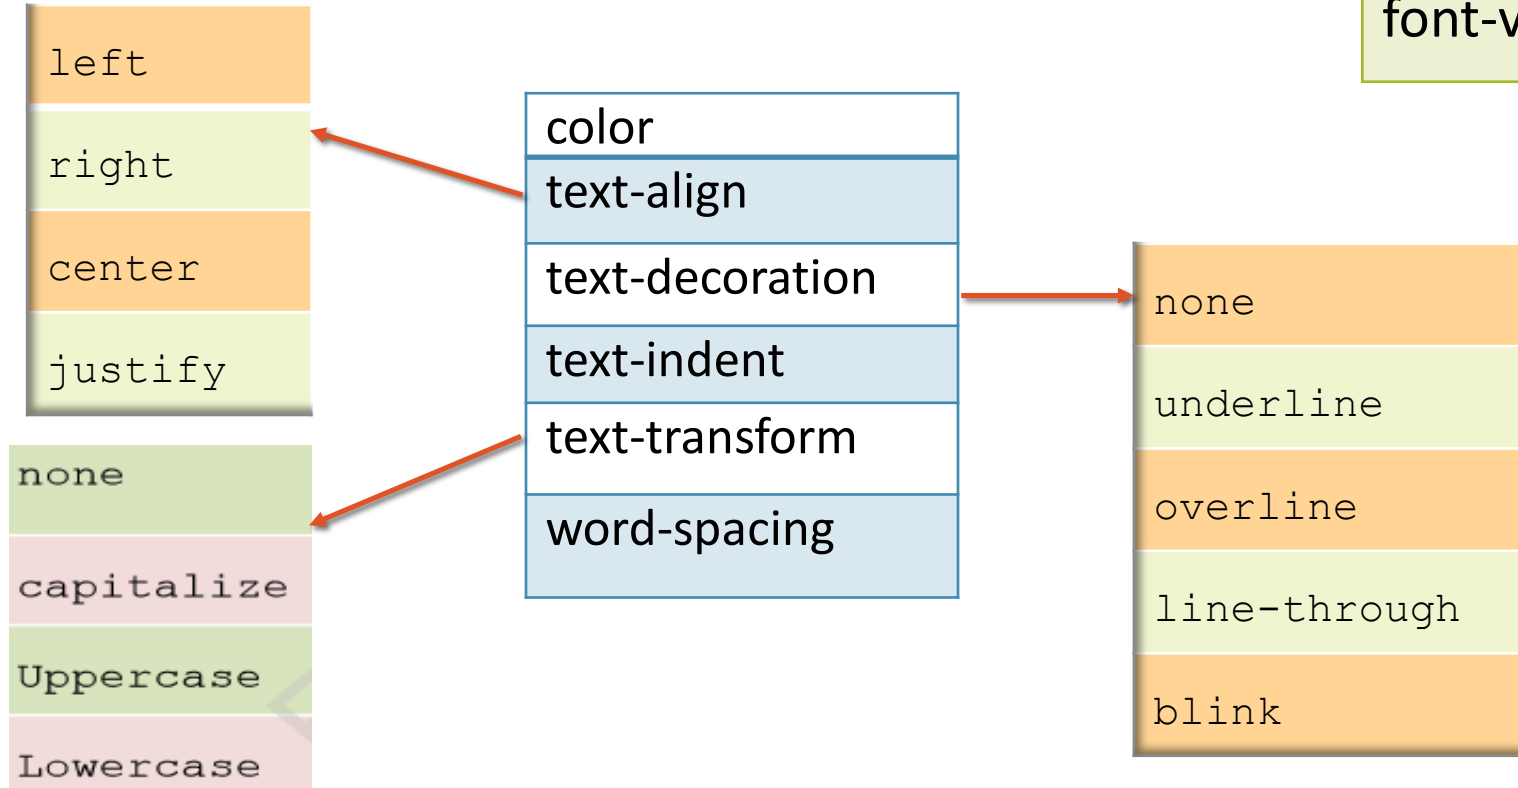 left
right
center
justify
none
capitalize
Uppercase
Lowercase
color
text-align
text-decoration
text-indent
text-transform
word-spacing
font-v
none
underline
overline
line-through
blink